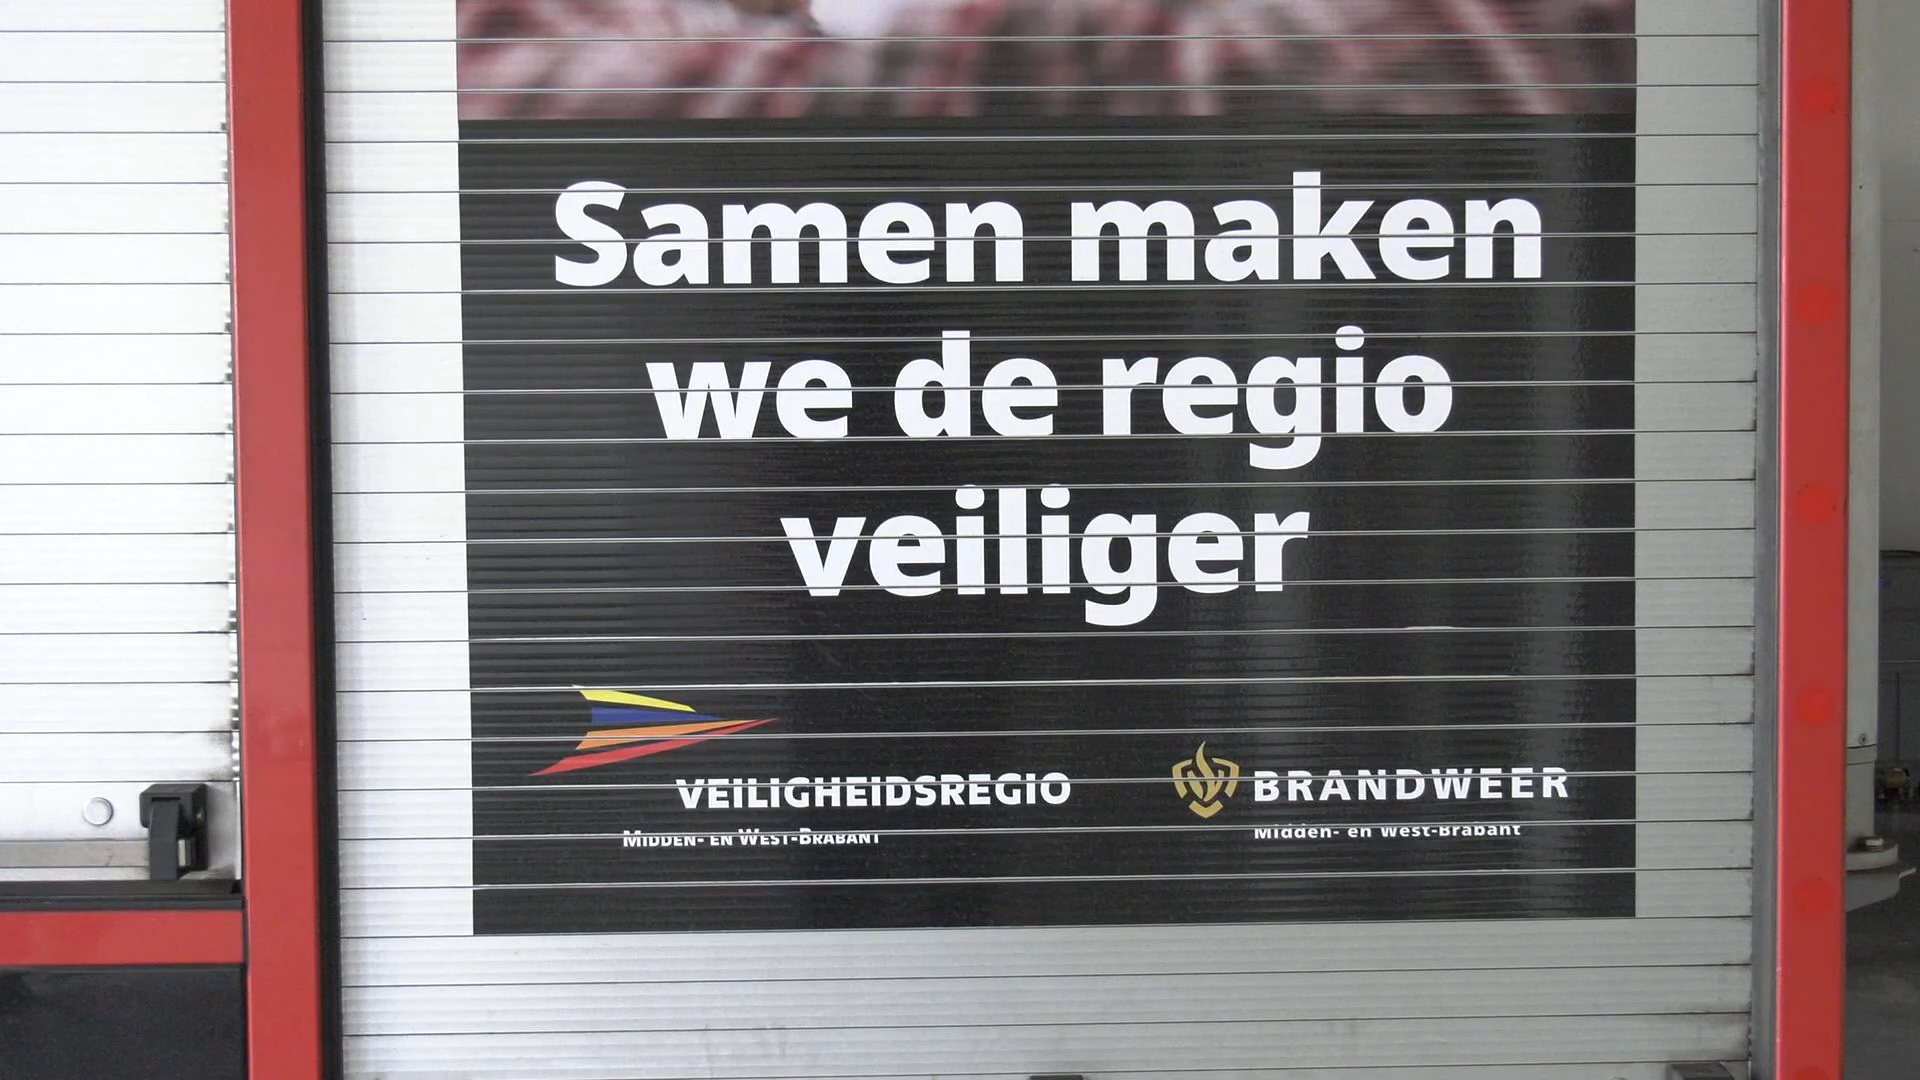 Samen maken
we de regio
veiliger
VEILIGHEIDSREGIO
MIDDEN- EN WEST-BRABANT
BRANDWEER
Midden- en West-Brabant